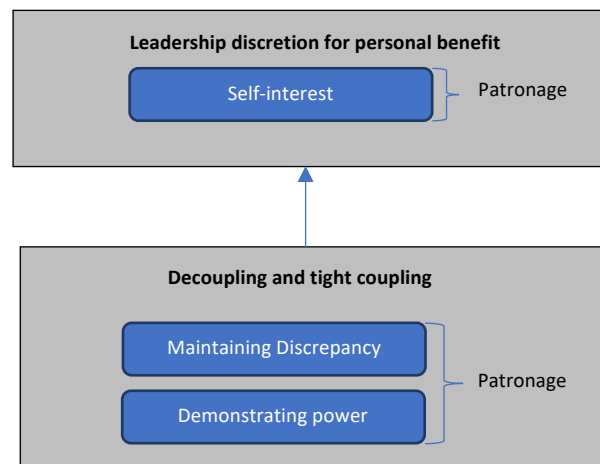 Leadership discretion for personal benefit
Self-interest
Patronage
Decoupling and tight coupling
Maintaining Discrepancy
Patronage
Demonstrating power